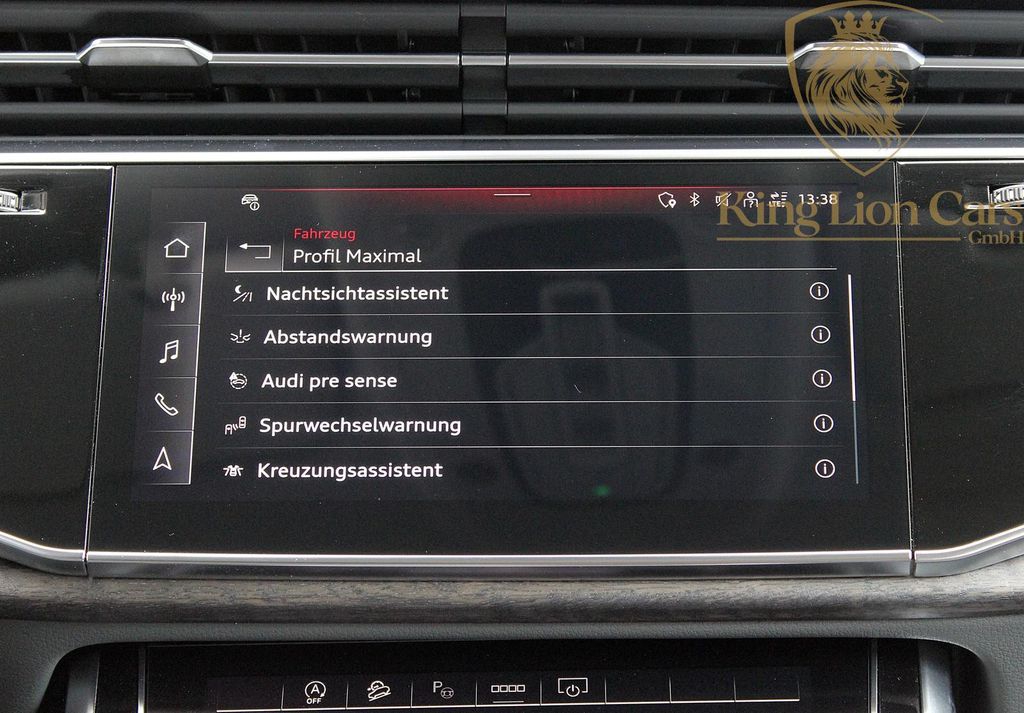 13:38
King Lion Cars
GmbH
Fahrzeug
Profil Maximal
Nachtsichtassistent
Abstandswarnung
Audi pre sense
Spurwechselwarnung
Kreuzungsassistent
A
OFF
P